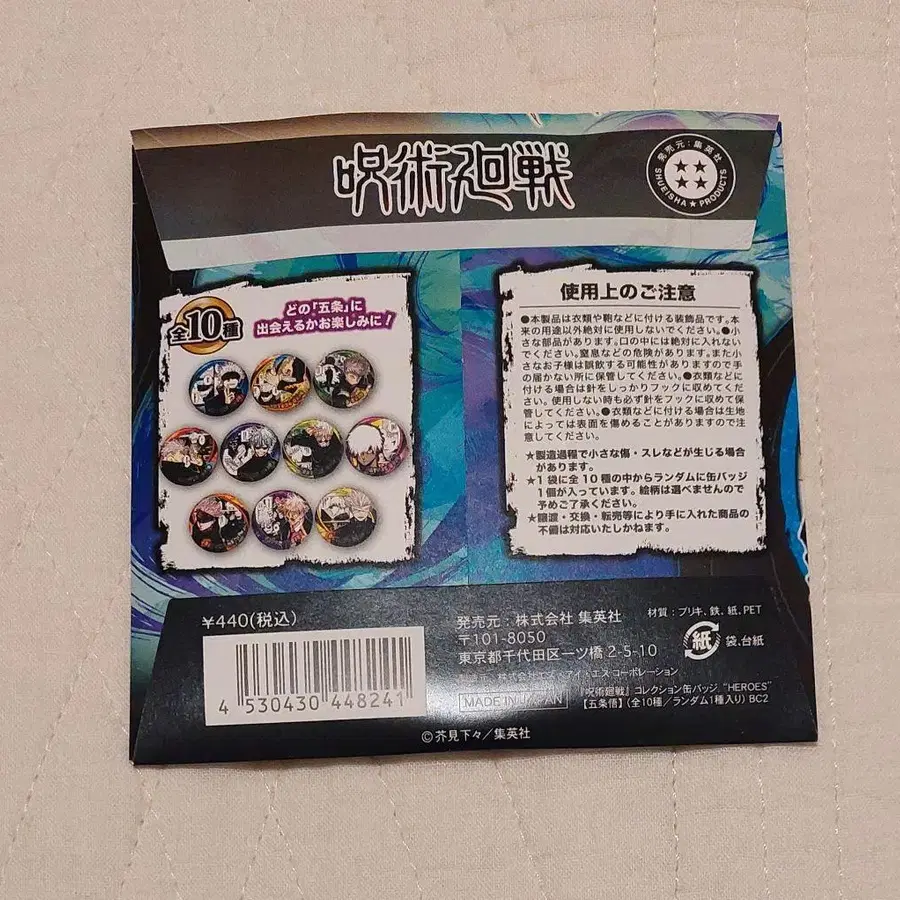 呪術廻戦
発売元：集英社
SHUEISHA★PRODUCTS
全10種
どの「五条」に
出会えるかお楽しみに！
使用上のご注意
●本製品は衣類や鞄などに付ける装飾品です。本
来の用途以外絶対に使用しないでください。●小
さな部品があります。口の中には絶対に入れない
でください。窒息などの危険があります。また小
さなお子様は誤飲する可能性がありますので手
の届かない所に保管してください。●衣類などに
付ける場合は針をしっかりフックに収めてくだ
さい。使用しない時も必ず針をフックに収めて保
管してください。●衣類などに付ける場合は生地
によっては表面を傷めることがありますので注
意してください。
★製造過程で小さな傷・スレなどが生じる場合
があります。
★1袋に全10種の中からランダムに缶バッジ
1個が入っています。絵柄は選べませんので
予めご了承ください。
★譲渡・交換・転売等により手に入れた商品の
不備は対応いたしかねます。
¥440(税込)
4 530430 448241
発売元：株式会社 集英社
〒101-8050
東京都千代田区一ツ橋 2-5-10
株式会社エス・アイ・エス コーポレーション
MADE IN JAPAN
材質：ブリキ、鉄、紙、PET
紙
袋、台紙
『呪術廻戦』コレクション缶バッジ "HEROES"
【五条悟】(全10種／ランダム1種入り) BC2
©芥見下々／集英社